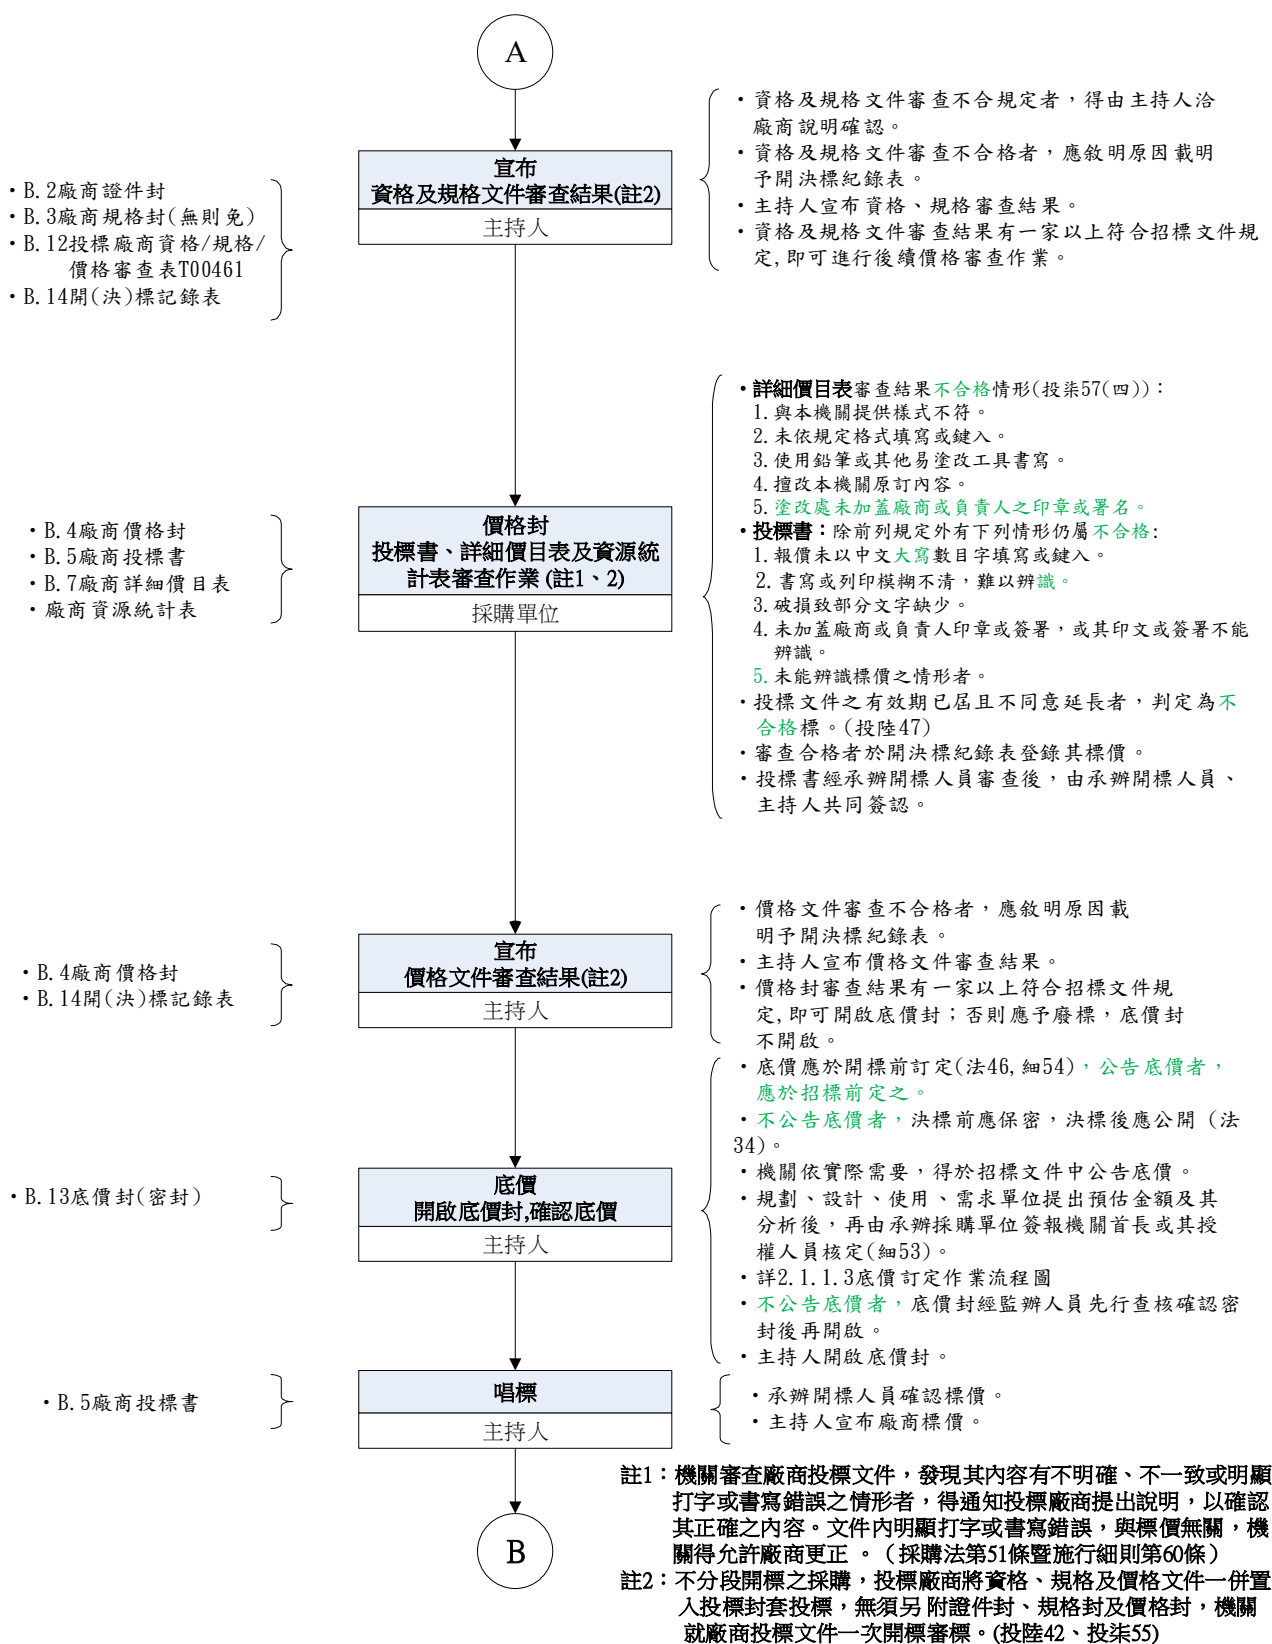 A
宣布
資格及規格文件審查結果(註2)
主持人
・B.2廠商證件封
・B.3廠商規格封(無則免)
・B.12投標廠商資格/規格/
價格審查表T00461
・B.14開(決)標記錄表
・資格及規格文件審查不合規定者，得由主持人洽
廠商說明確認。
・資格及規格文件審查不合格者，應敘明原因載明
予開決標紀錄表。
・主持人宣布資格、規格審查結果。
・資格及規格文件審查結果有一家以上符合招標文件規
定,即可進行後續價格審查作業。
價格封
投標書、詳細價目表及資源統
計表審查作業 (註1、2)
採購單位
・B.4廠商價格封
・B.5廠商投標書
・B.7廠商詳細價目表
・廠商資源統計表
・詳細價目表審查結果不合格情形(投柒57(四))：
1.與本機關提供樣式不符。
2.未依規定格式填寫或鍵入。
3.使用鉛筆或其他易塗改工具書寫。
4.擅改本機關原訂內容。
5.塗改處未加蓋廠商或負責人之印章或署名。
・投標書：除前列規定外有下列情形仍屬不合格:
1.報價未以中文大寫數目字填寫或鍵入。
2.書寫或列印模糊不清，難以辨識。
3.破損致部分文字缺少。
4.未加蓋廠商或負責人印章或簽署，或其印文或簽署不能
辨識。
5.未能辨識標價之情形者。
・投標文件之有效期已屆且不同意延長者，判定為不
合格標。(投陸47)
・審查合格者於開決標紀錄表登錄其標價。
・投標書經承辦開標人員審查後，由承辦開標人員、
主持人共同簽認。
宣布
價格文件審查結果(註2)
主持人
・B.4廠商價格封
・B.14開(決)標記錄表
・價格文件審查不合格者，應敘明原因載
明予開決標紀錄表。
・主持人宣布價格文件審查結果。
・價格封審查結果有一家以上符合招標文件規
定,即可開啟底價封；否則應予廢標，底價封
不開啟。
底價
開啟底價封,確認底價
主持人
・B.13底價封(密封)
・底價應於開標前訂定(法46,細54)，公告底價者，
應於招標前定之。
・不公告底價者，決標前應保密，決標後應公開 (法
34)。
・機關依實際需要，得於招標文件中公告底價。
・規劃、設計、使用、需求單位提出預估金額及其
分析後，再由承辦採購單位簽報機關首長或其授
權人員核定(細53)。
・詳2.1.1.3底價訂定作業流程圖
・不公告底價者，底價封經監辦人員先行查核確認密
封後再開啟。
・主持人開啟底價封。
唱標
主持人
・B.5廠商投標書
・承辦開標人員確認標價。
・主持人宣布廠商標價。
B
註1：機關審查廠商投標文件，發現其內容有不明確、不一致或明顯
打字或書寫錯誤之情形者，得通知投標廠商提出說明，以確認
其正確之內容。文件內明顯打字或書寫錯誤，與標價無關，機
關得允許廠商更正 。（ 採購法第51條暨施行細則第60條 ）
註2：不分段開標之採購，投標廠商將資格、規格及價格文件一併置
入投標封套投標，無須另 附證件封、規格封及價格封，機關
就廠商投標文件一次開標審標。(投陸42、投柒55)